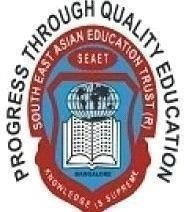 PROGRESS THROUGH QUALITY EDUCATION
SOUTH EAST ASIAN EDUCATION TRUST (R)
SEAET
BANGALORE
KNOWLEDGE IS SUPREME